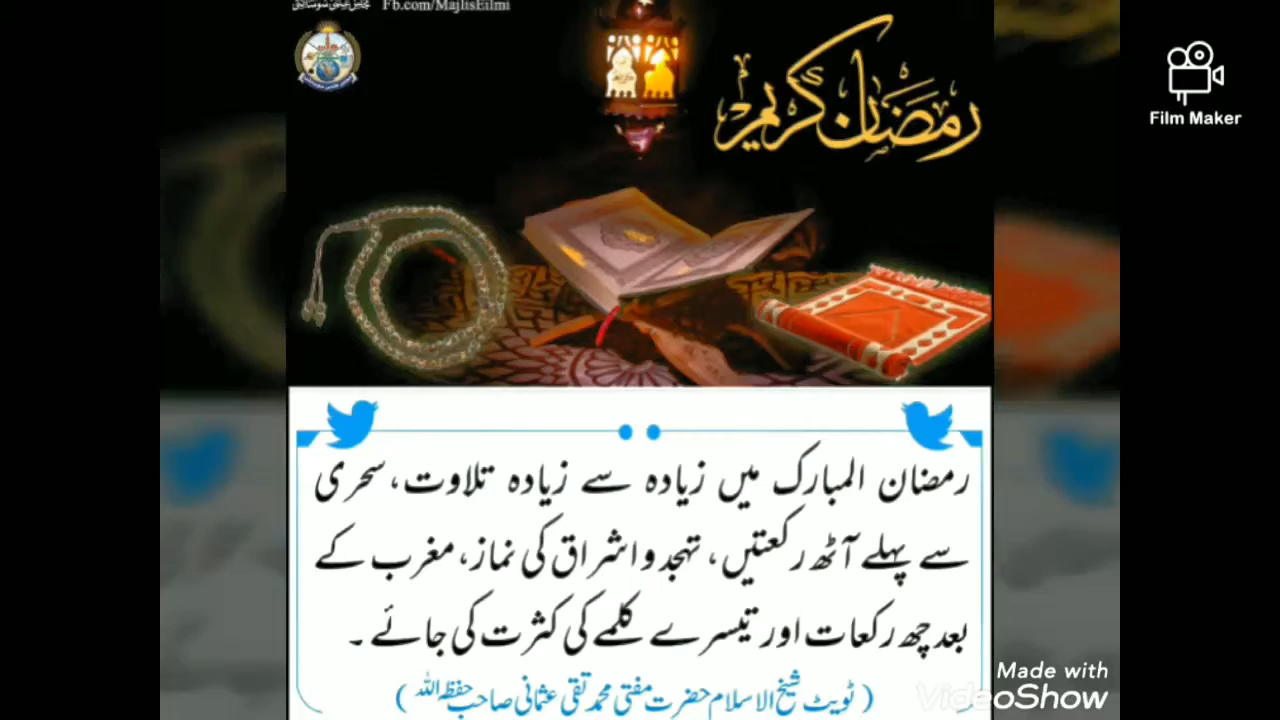 Fb.com/MajlisEilmi
رمضان كريم
Film Maker
رمضان المبارک میں زیادہ سے زیادہ تلاوت، سحری
سے پہلے آٹھ رکعتیں، تہجد و اشراق کی نماز، مغرب کے
بعد چھ رکعات اور تیسرے کلمے کی کثرت کی جائے ۔
( ٹویٹ شیخ الاسلام حضرت مفتی محمد تقی عثمانی صاحب حفظہ اللہ )
Made with
VideoShow